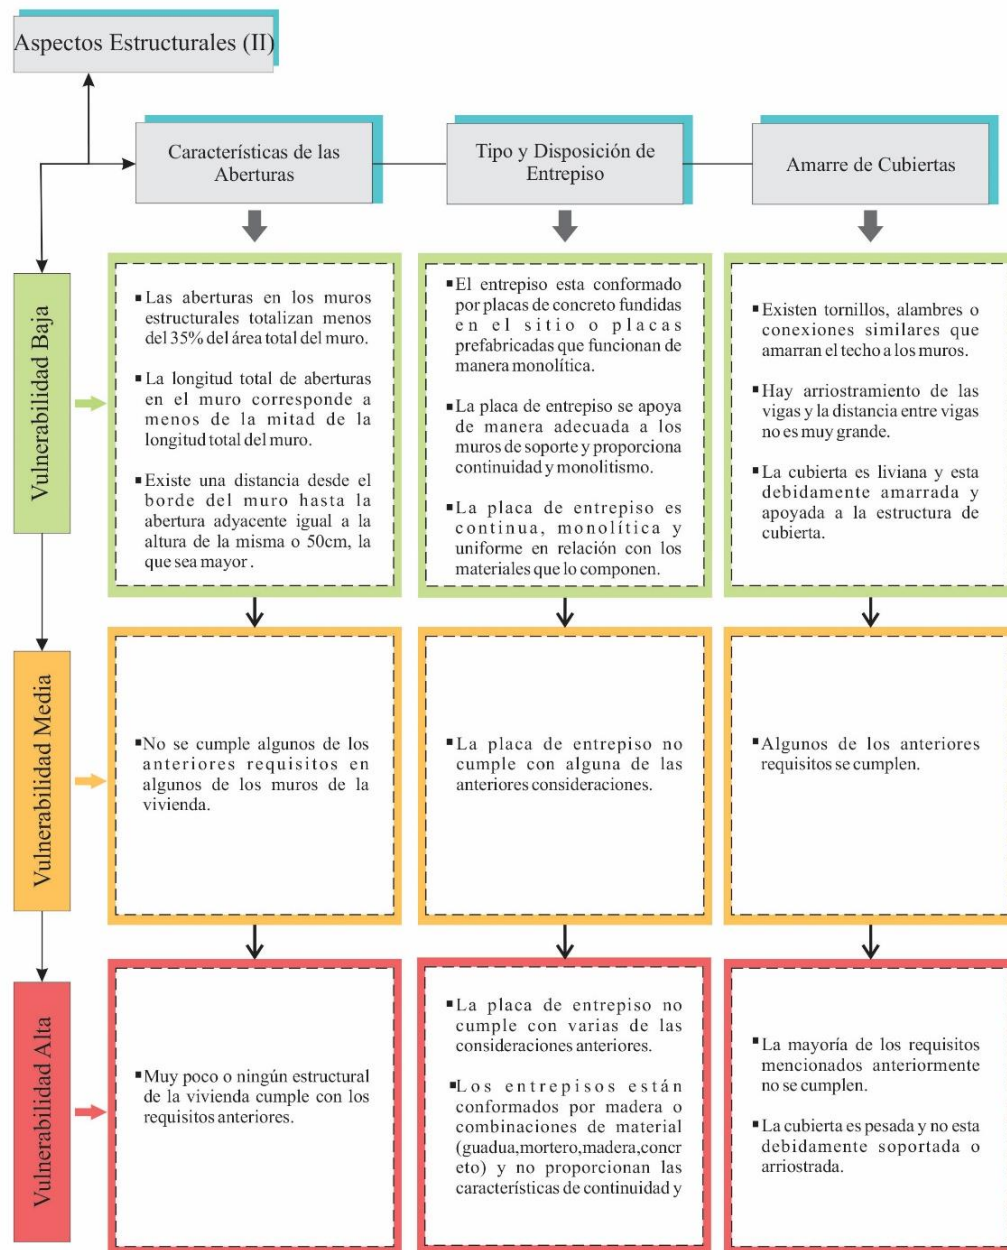 Aspectos Estructurales (II)
Características de las
Aberturas
Tipo y Disposición de
Entrepiso
Amarre de Cubiertas
Vulnerabilidad Baja
▪Las aberturas en los muros
estructurales totalizan menos
del 35% del área total del muro.
▪La longitud total de aberturas
en el muro corresponde a
menos de la mitad de la
longitud total del muro.
▪Existe una distancia desde el
borde del muro hasta la
abertura adyacente igual a la
altura de la misma o 50cm, la
que sea mayor .
▪El entrepiso esta conformado
por placas de concreto fundidas
en el sitio o placas
prefabricadas que funcionan de
manera monolítica.
▪La placa de entrepiso se apoya
de manera adecuada a los
muros de soporte y proporciona
continuidad y monolitismo.
▪La placa de entrepiso es
continua, monolítica y
uniforme en relación con los
materiales que lo componen.
▪Existen tornillos, alambres o
conexiones similares que
amarran el techo a los muros.
▪Hay arriostramiento de las
vigas y la distancia entre vigas
no es muy grande.
▪La cubierta es liviana y esta
debidamente amarrada y
apoyada a la estructura de
cubierta.
Vulnerabilidad Media
▪No se cumple algunos de los
anteriores requisitos en
algunos de los muros de la
vivienda.
▪La placa de entrepiso no
cumple con alguna de las
anteriores consideraciones.
▪Algunos de los anteriores
requisitos se cumplen.
Vulnerabilidad Alta
▪Muy poco o ningún estructural
de la vivienda cumple con los
requisitos anteriores.
▪La placa de entrepiso no
cumple con varias de las
consideraciones anteriores.
▪Los entrepisos están
conformados por madera o
combinaciones de material
(guadua,mortero,madera,concr
eto) y no proporcionan las
características de continuidad y
▪La mayoría de los requisitos
mencionados anteriormente
no se cumplen.
▪La cubierta es pesada y no esta
debidamente soportada o
arriostrada.